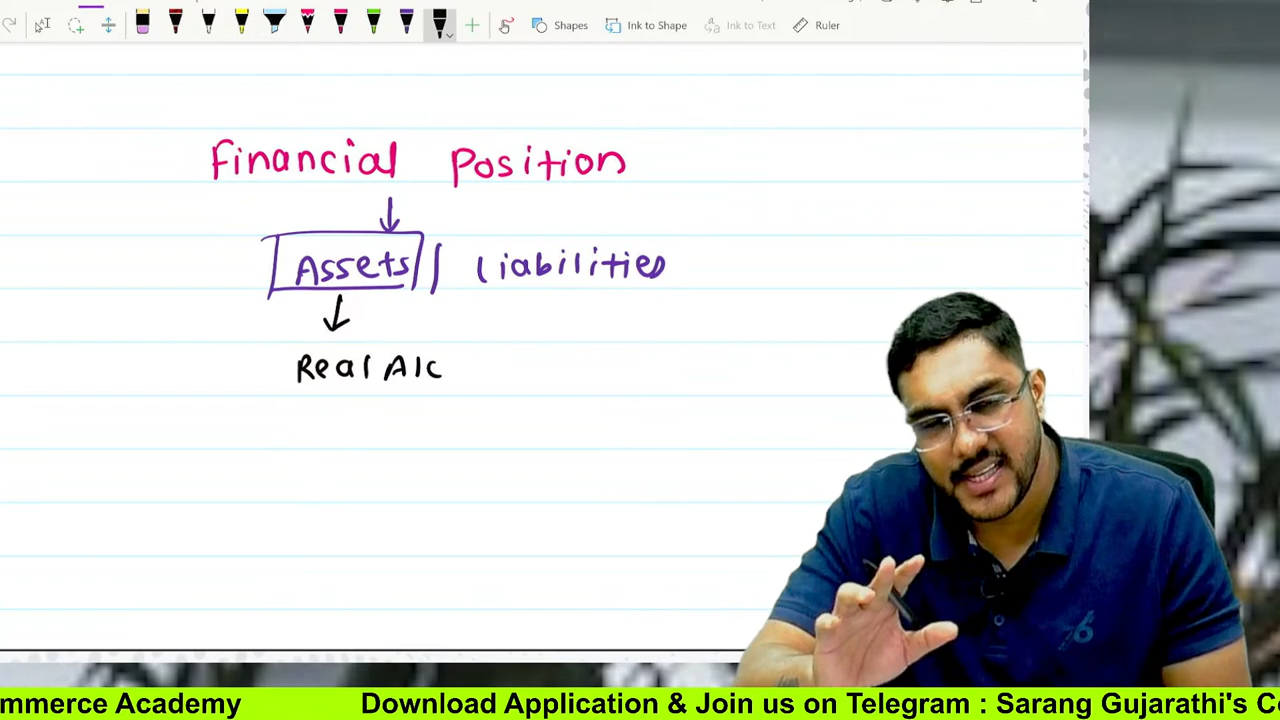 Shapes Ink to Shape Ink to Text Ruler
Financial Position
Assets / Liabilities
Real A/c
mmerce Academy Download Application & Join us on Telegram : Sarang Gujarathi's C